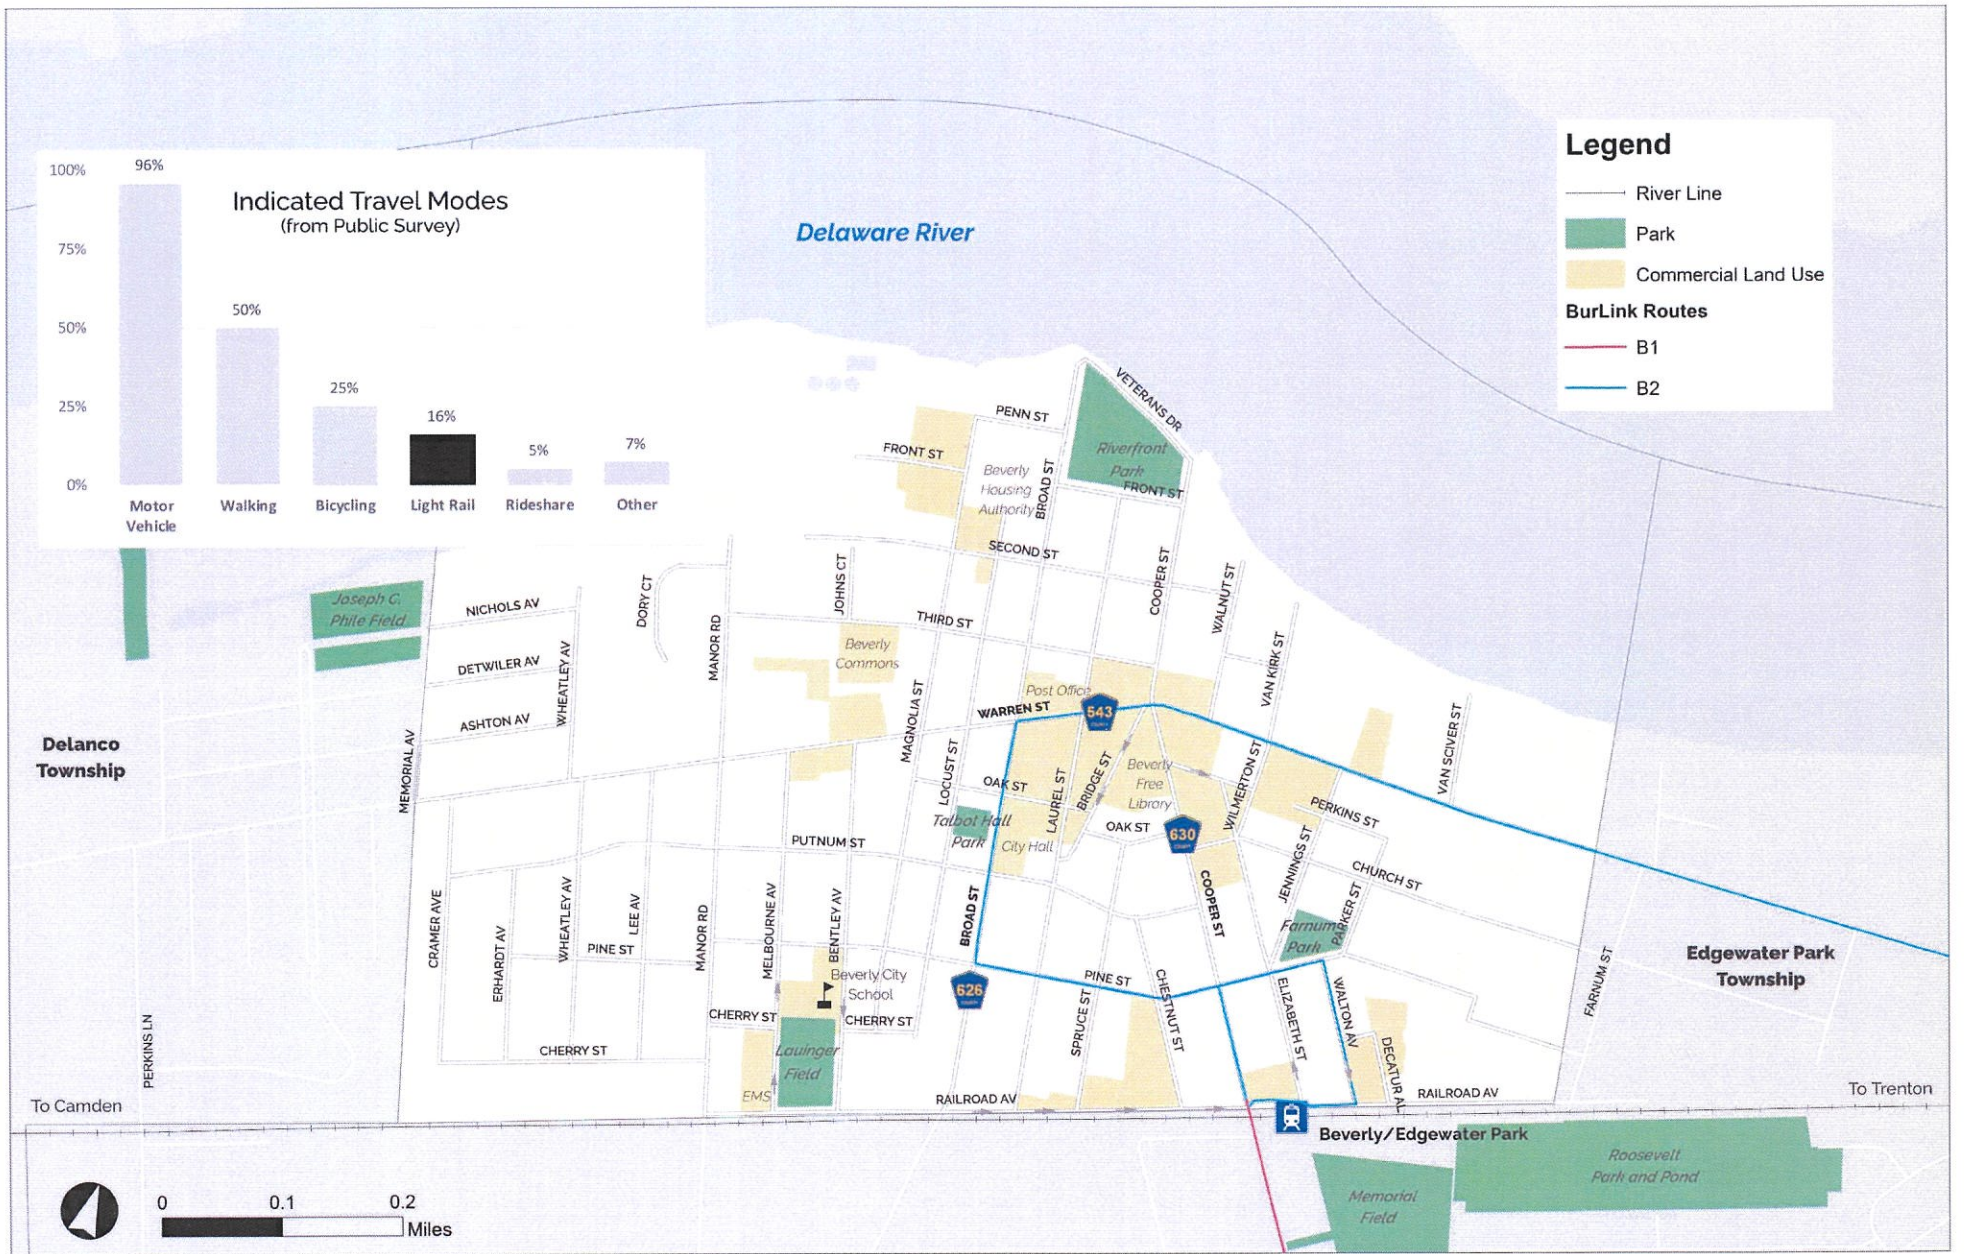 100%
75%
50%
25%
0%
96%
50%
25%
16%
5%
7%
Indicated Travel Modes
(from Public Survey)
Motor
Vehicle
Walking
Bicycling
Light Rail
Rideshare
Other
Delaware River
Legend
River Line
Park
Commercial Land Use
BurLink Routes
B1
B2
VETERANS DR
PENN ST
Riverfront
Park
FRONT ST
FRONT ST
BROAD ST
Beverly
Housing
Authority
SECOND ST
COOPER ST
WALNUT ST
VAN KIRK ST
JOHNS CT
DORY CT
MANOR RD
THIRD ST
Joseph C.
Phile Field
NICHOLS AV
DETWILER AV
WHEATLEY AV
ASHTON AV
MEMORIAL AV
Beverly
Commons
MAGNOLIA ST
Post Office
WARREN ST
543
COUNTY
LOCUST ST
OAK ST
LAUREL ST
BRIDGE ST
Beverly
Free
Library
WILMERTON ST
VAN SCIVER ST
PERKINS ST
Delanco
Township
Talbot Hall
Park
City Hall
OAK ST
630
COUNTY
JENNINGS ST
CHURCH ST
PUTNUM ST
CRAMER AVE
ERHARDT AV
WHEATLEY AV
LEE AV
PINE ST
MANOR RD
MELBOURNE AV
BENTLEY AV
BROAD ST
COOPER ST
Farnum
Park
PARKER ST
FARNUM ST
Edgewater Park
Township
Beverly City
School
626
COUNTY
PINE ST
SPRUCE ST
CHESTNUT ST
ELIZABETH ST
WALTON AV
DECATUR AL
CHERRY ST
CHERRY ST
CHERRY ST
Lauinger
Field
EMS
PERKINS LN
RAILROAD AV
RAILROAD AV
To Camden
To Trenton
Beverly/Edgewater Park
Roosevelt
Park and Pond
Memorial
Field
0
0.1
0.2
Miles